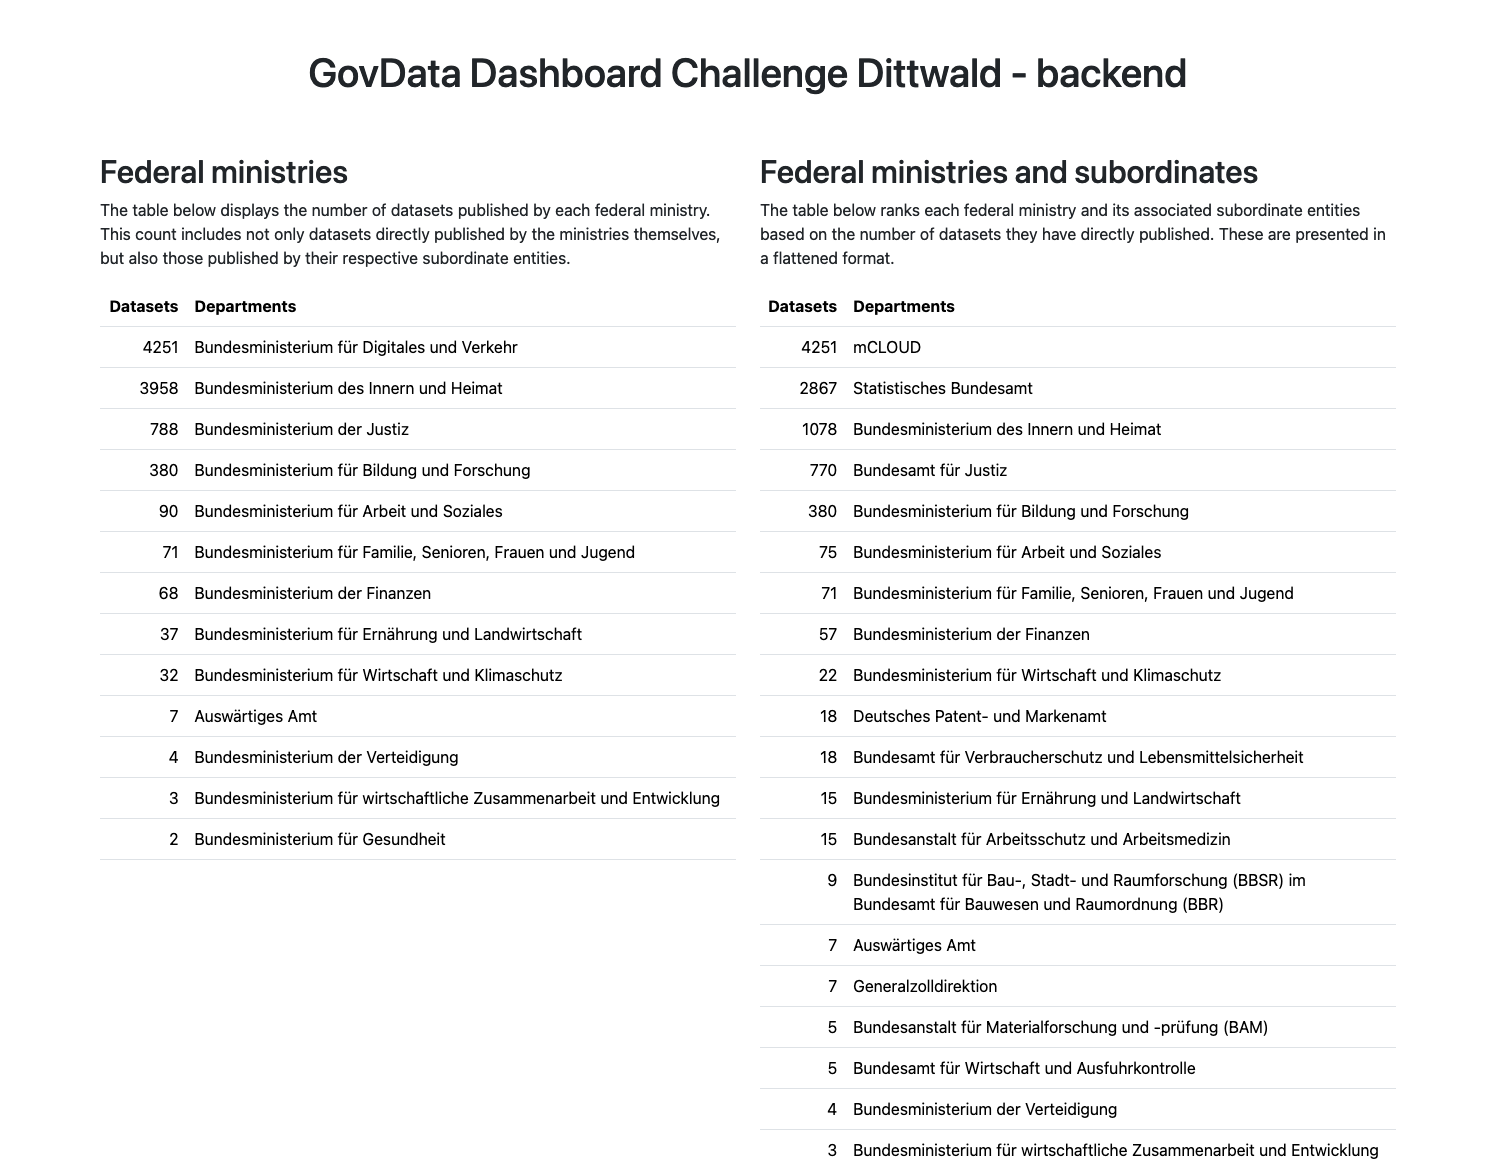 GovData Dashboard Challenge Dittwald - backend
Federal ministries
The table below displays the number of datasets published by each federal ministry.
This count includes not only datasets directly published by the ministries themselves,
but also those published by their respective subordinate entities.
Datasets Departments
4251 Bundesministerium für Digitales und Verkehr
3958 Bundesministerium des Innern und Heimat
788 Bundesministerium der Justiz
380 Bundesministerium für Bildung und Forschung
90 Bundesministerium für Arbeit und Soziales
71 Bundesministerium für Familie, Senioren, Frauen und Jugend
68 Bundesministerium der Finanzen
37 Bundesministerium für Ernährung und Landwirtschaft
32 Bundesministerium für Wirtschaft und Klimaschutz
7 Auswärtiges Amt
4 Bundesministerium der Verteidigung
3 Bundesministerium für wirtschaftliche Zusammenarbeit und Entwicklung
2 Bundesministerium für Gesundheit
Federal ministries and subordinates
The table below ranks each federal ministry and its associated subordinate entities
based on the number of datasets they have directly published. These are presented in
a flattened format.
Datasets Departments
4251 mCLOUD
2867 Statistisches Bundesamt
1078 Bundesministerium des Innern und Heimat
770 Bundesamt für Justiz
380 Bundesministerium für Bildung und Forschung
75 Bundesministerium für Arbeit und Soziales
71 Bundesministerium für Familie, Senioren, Frauen und Jugend
57 Bundesministerium der Finanzen
22 Bundesministerium für Wirtschaft und Klimaschutz
18 Deutsches Patent- und Markenamt
18 Bundesamt für Verbraucherschutz und Lebensmittelsicherheit
15 Bundesministerium für Ernährung und Landwirtschaft
15 Bundesanstalt für Arbeitsschutz und Arbeitsmedizin
9 Bundesinstitut für Bau-, Stadt- und Raumforschung (BBSR) im
Bundesamt für Bauwesen und Raumordnung (BBR)
7 Auswärtiges Amt
7 Generalzolldirektion
5 Bundesanstalt für Materialforschung und -prüfung (BAM)
5 Bundesamt für Wirtschaft und Ausfuhrkontrolle
4 Bundesministerium der Verteidigung
3 Bundesministerium für wirtschaftliche Zusammenarbeit und Entwicklung